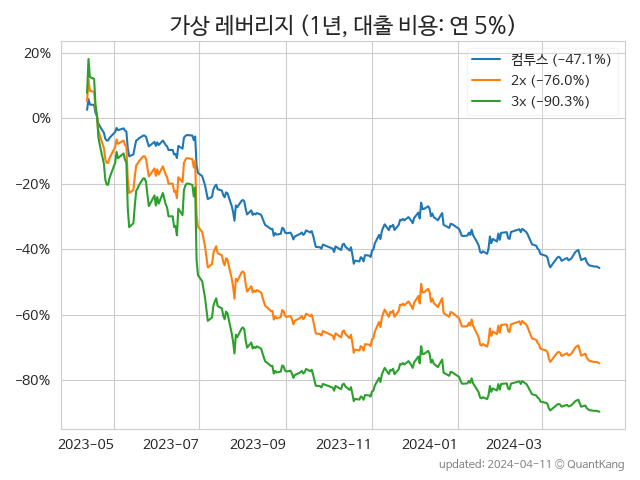 가상 레버리지 (1년, 대출 비용: 연 5%)
컴투스 (−47.1%)
2x (−76.0%)
3x (−90.3%)
20%
0%
−20%
−40%
−60%
−80%
2023−05 2023−07 2023−09 2023−11 2024−01 2024−03
updated: 2024−04−11 © QuantKang